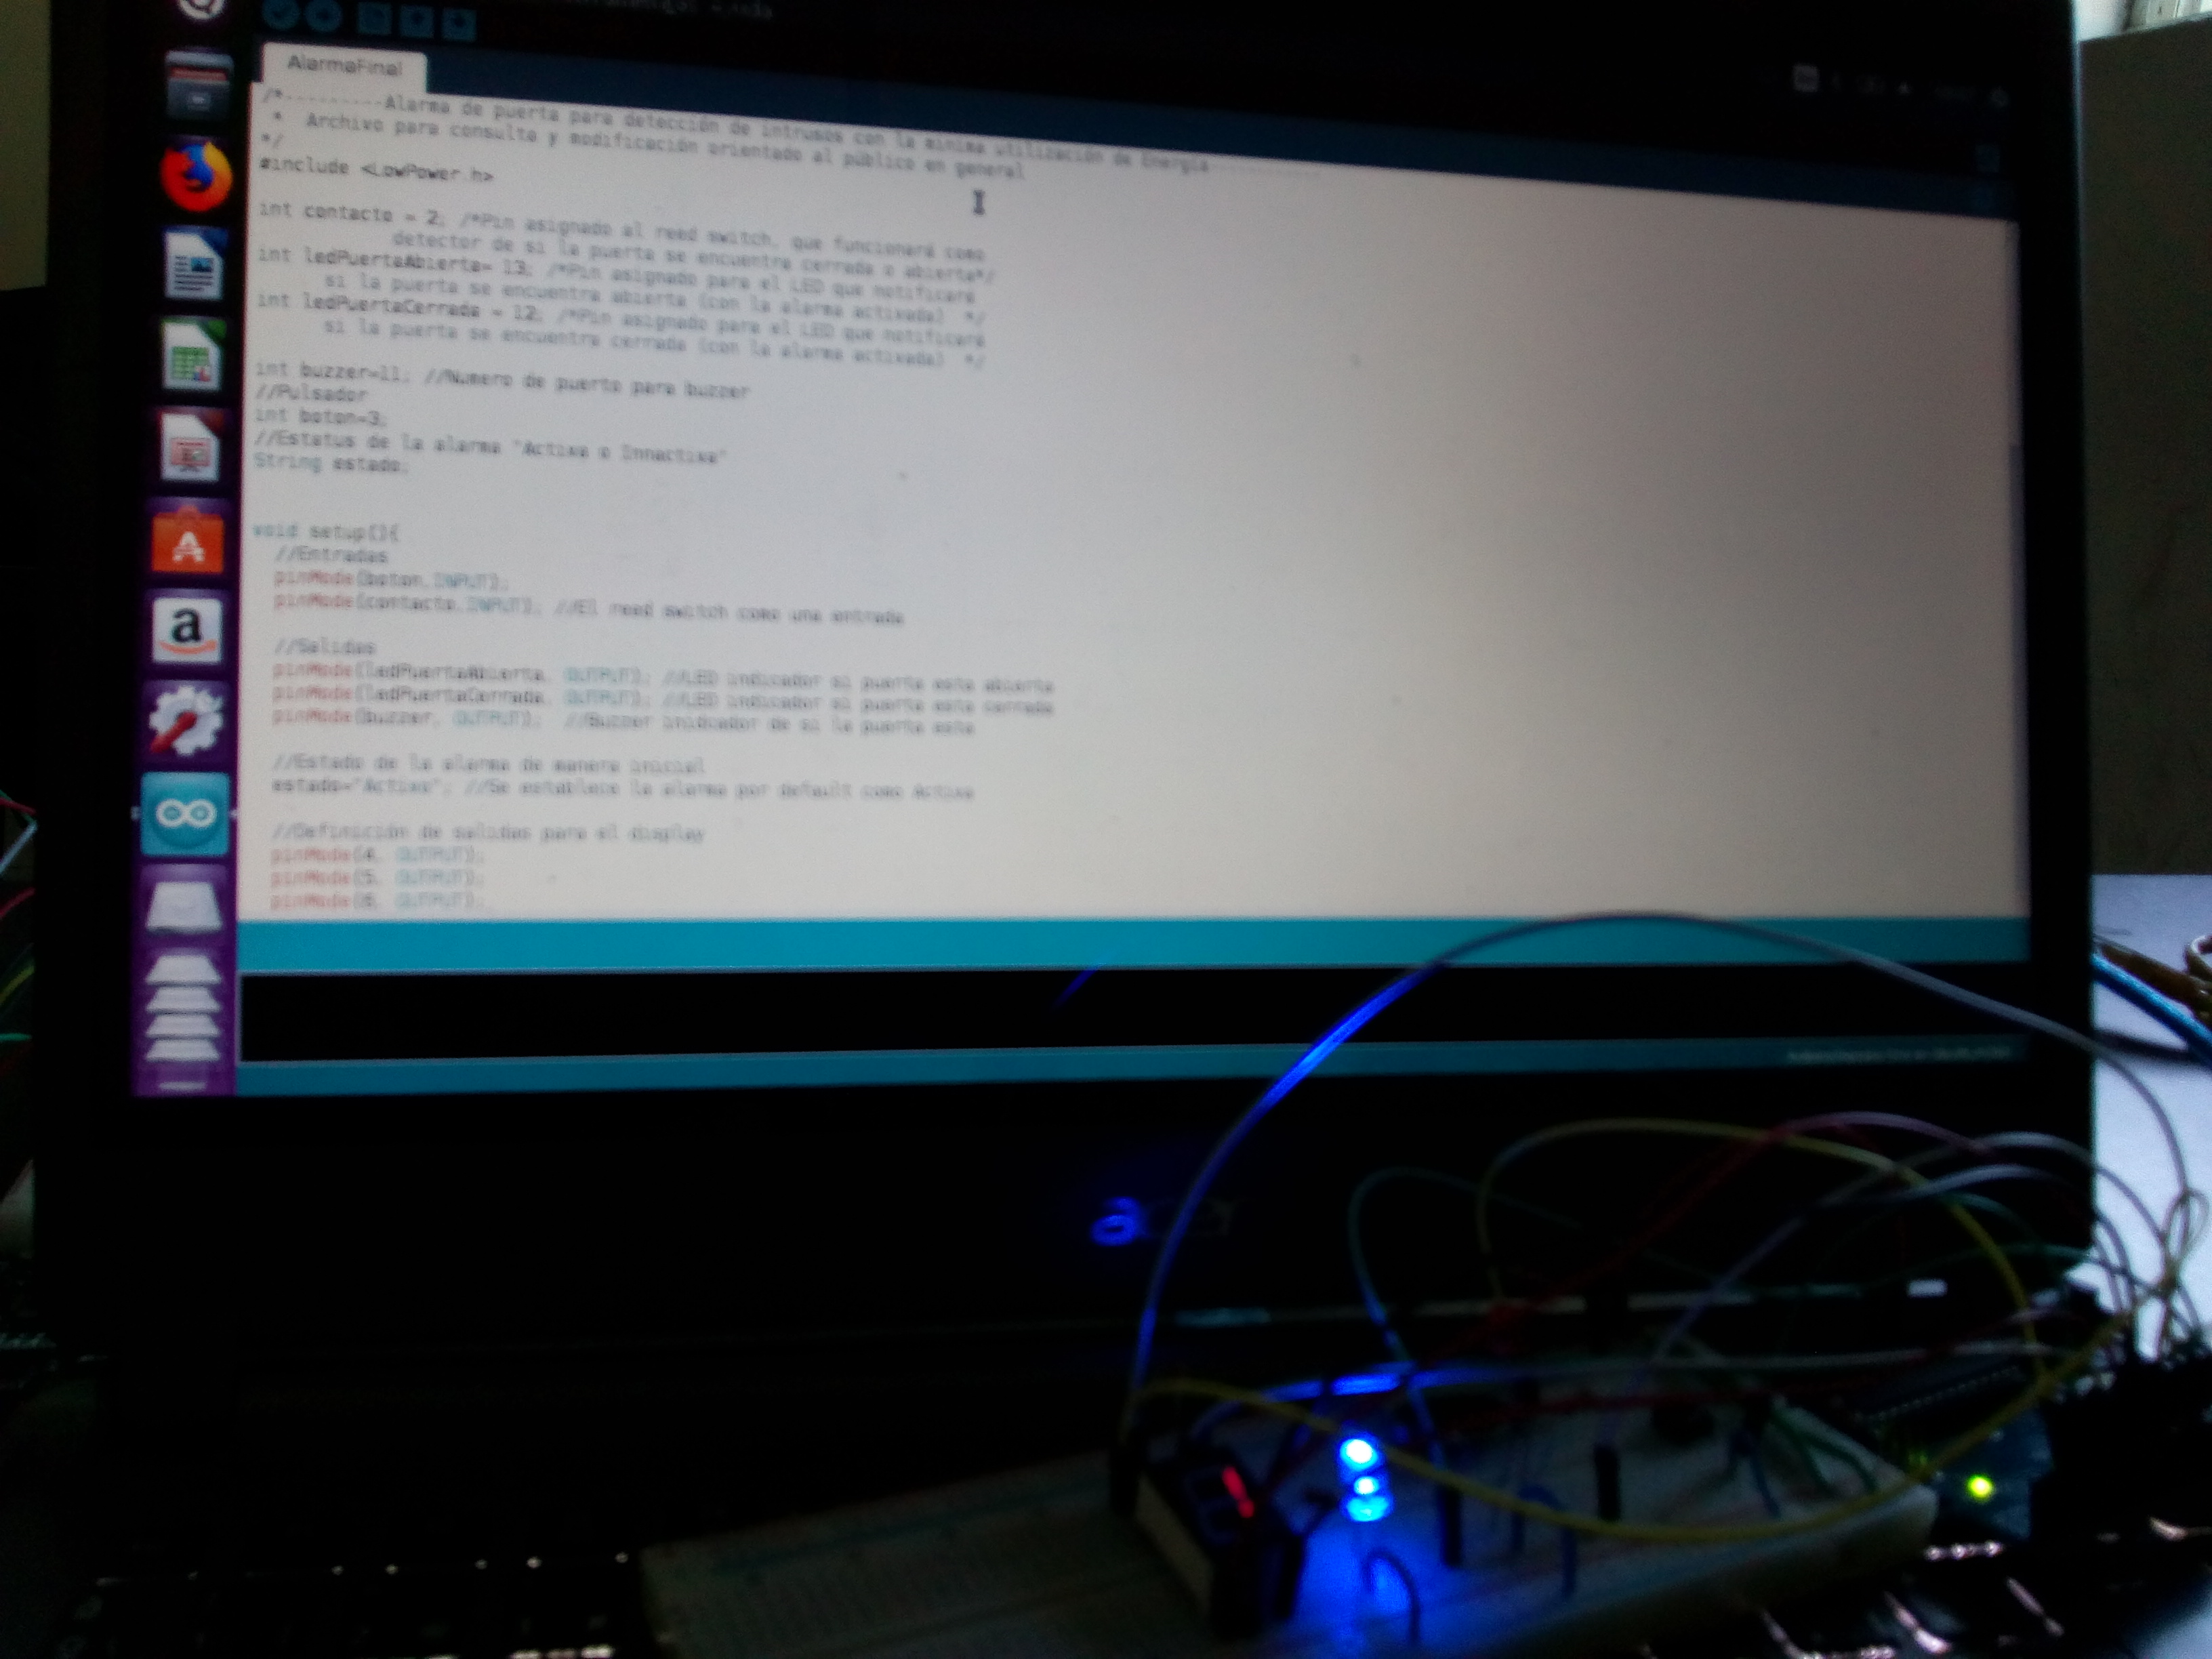 AlarmaFinal
/*---------Alarma de puerta para detección de intrusos con la minima utilización de Energía------------
* Archivo para consulta y modificación orientado al público en general
*/
#include <LowPower.h>
int contacto = 2; /*Pin asignado al reed switch, que funcionará como
detector de si la puerta se encuentra cerrada o abierta*/
int ledPuertaAbierta= 13; /*Pin asignado para el LED que notificará
si la puerta se encuentra abierta (con la alarma activada) */
int ledPuertaCerrada = 12; /*Pin asignado para el LED que notificará
si la puerta se encuentra cerrada (con la alarma activada) */
int buzzer=11; //Numero de puerto para buzzer
//Pulsador
int boton=3;
//Estatus de la alarma "Activa o Innactiva"
String estado;
void setup(){
//Entradas
pinMode(boton,INPUT);
pinMode(contacto,INPUT); //El reed switch como una entrada
//Salidas
pinMode(ledPuertaAbierta, OUTPUT); //LED indicador si puerta esta abierta
pinMode(ledPuertaCerrada, OUTPUT); //LED indicador si puerta esta cerrada
pinMode(buzzer, OUTPUT); //Buzzer indicador de si la puerta esta
//Estado de la alarma de manera inicial
estado="Activa"; //Se establece la alarma por default como Activa
//Definición de salidas para el display
pinMode(4, OUTPUT);
pinMode(5, OUTPUT);
pinMode(6, OUTPUT);